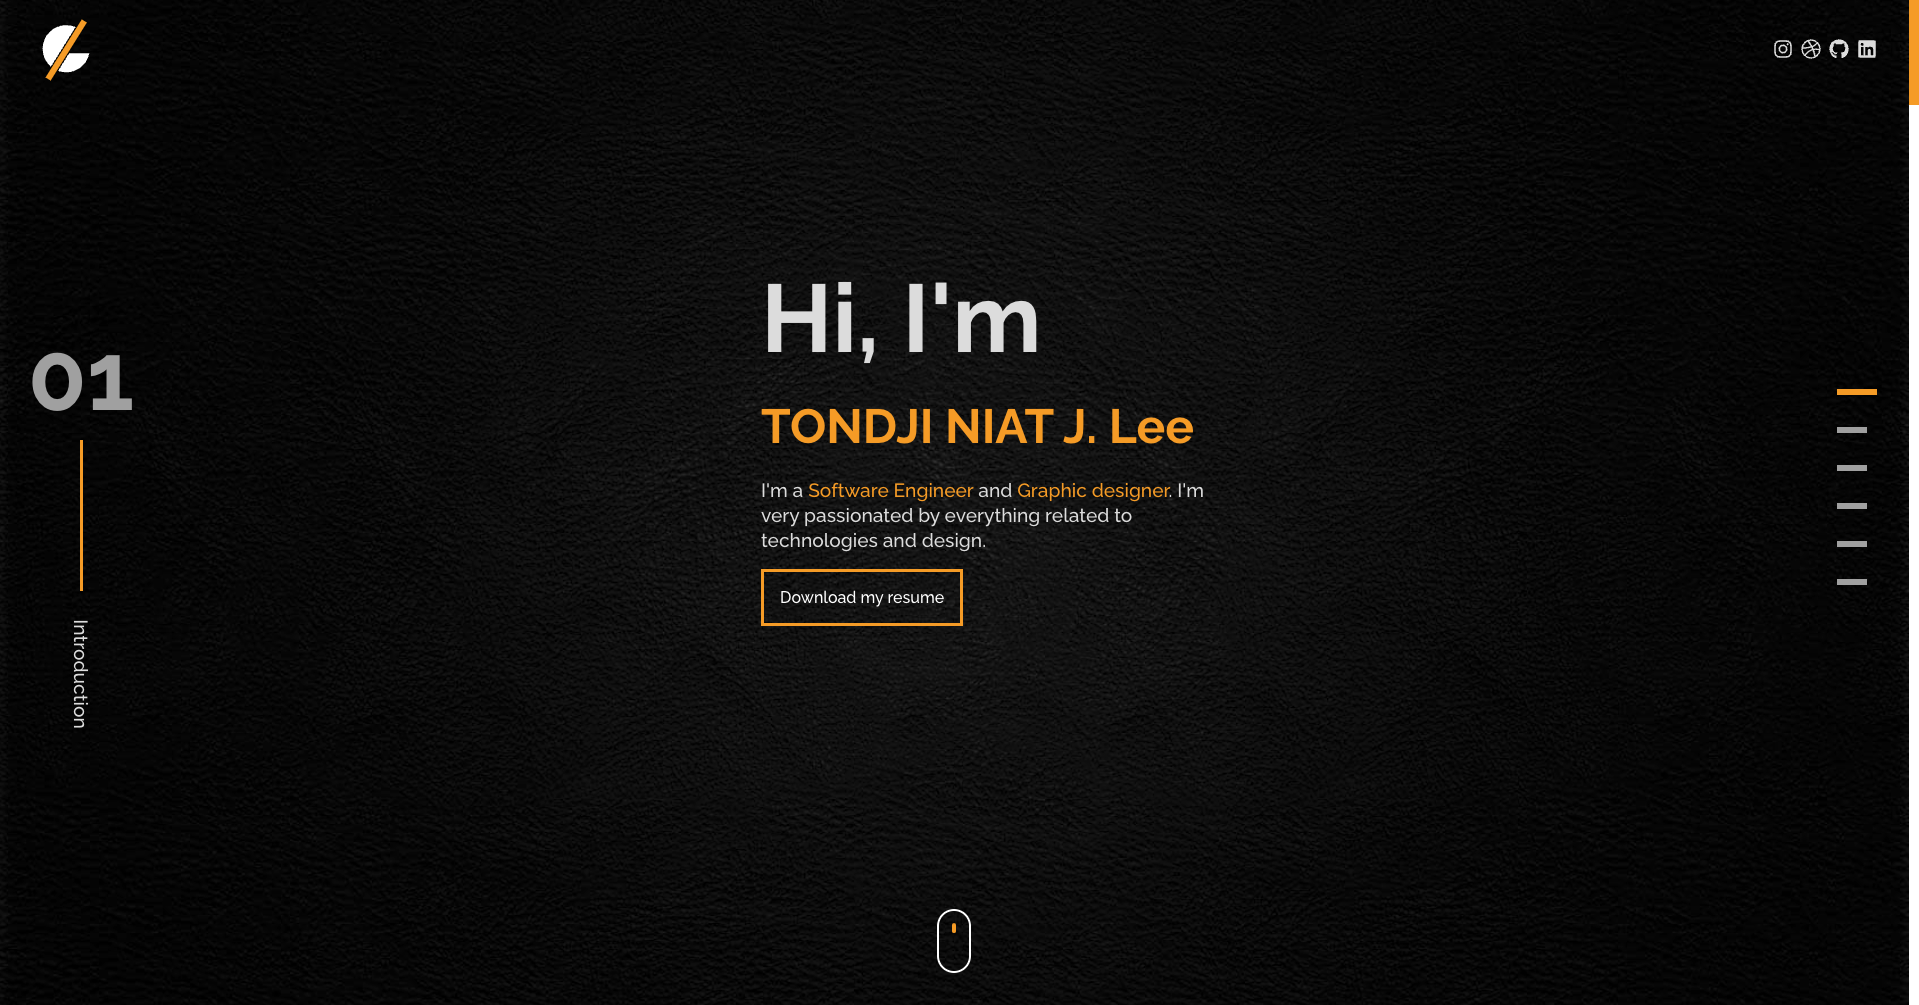 01
Introduction
Hi, I'm
TONDJI NIAT J. Lee
I'm a Software Engineer and Graphic designer. I'm
very passionated by everything related to
technologies and design.
Download my resume